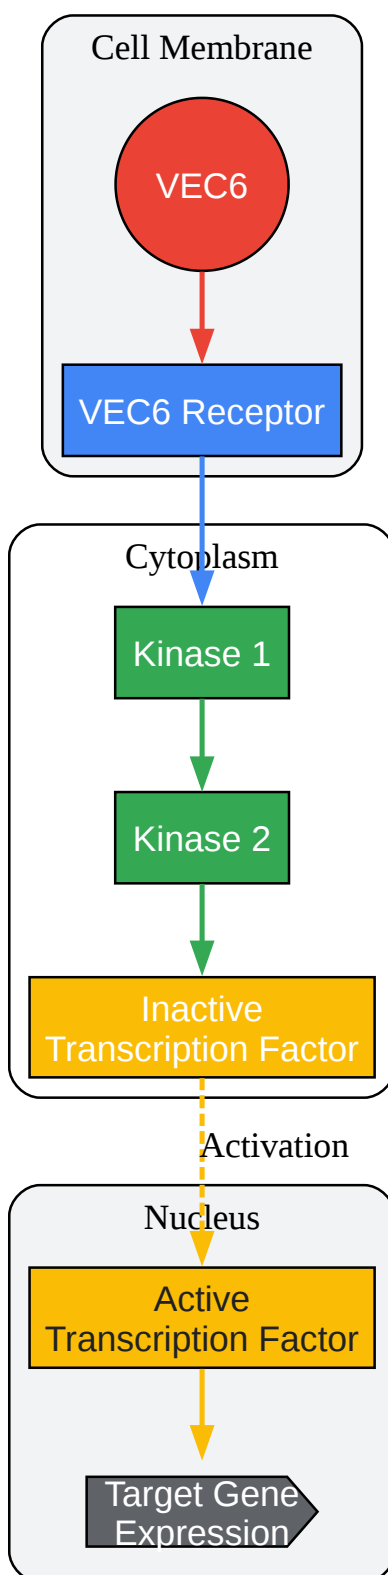 Cell Membrane
VEC6
VEC6 Receptor
Cytoplasm
Kinase 1
Kinase 2
Inactive
Transcription Factor
Activation
Nucleus
Active
Transcription Factor
Target Gene
Expression